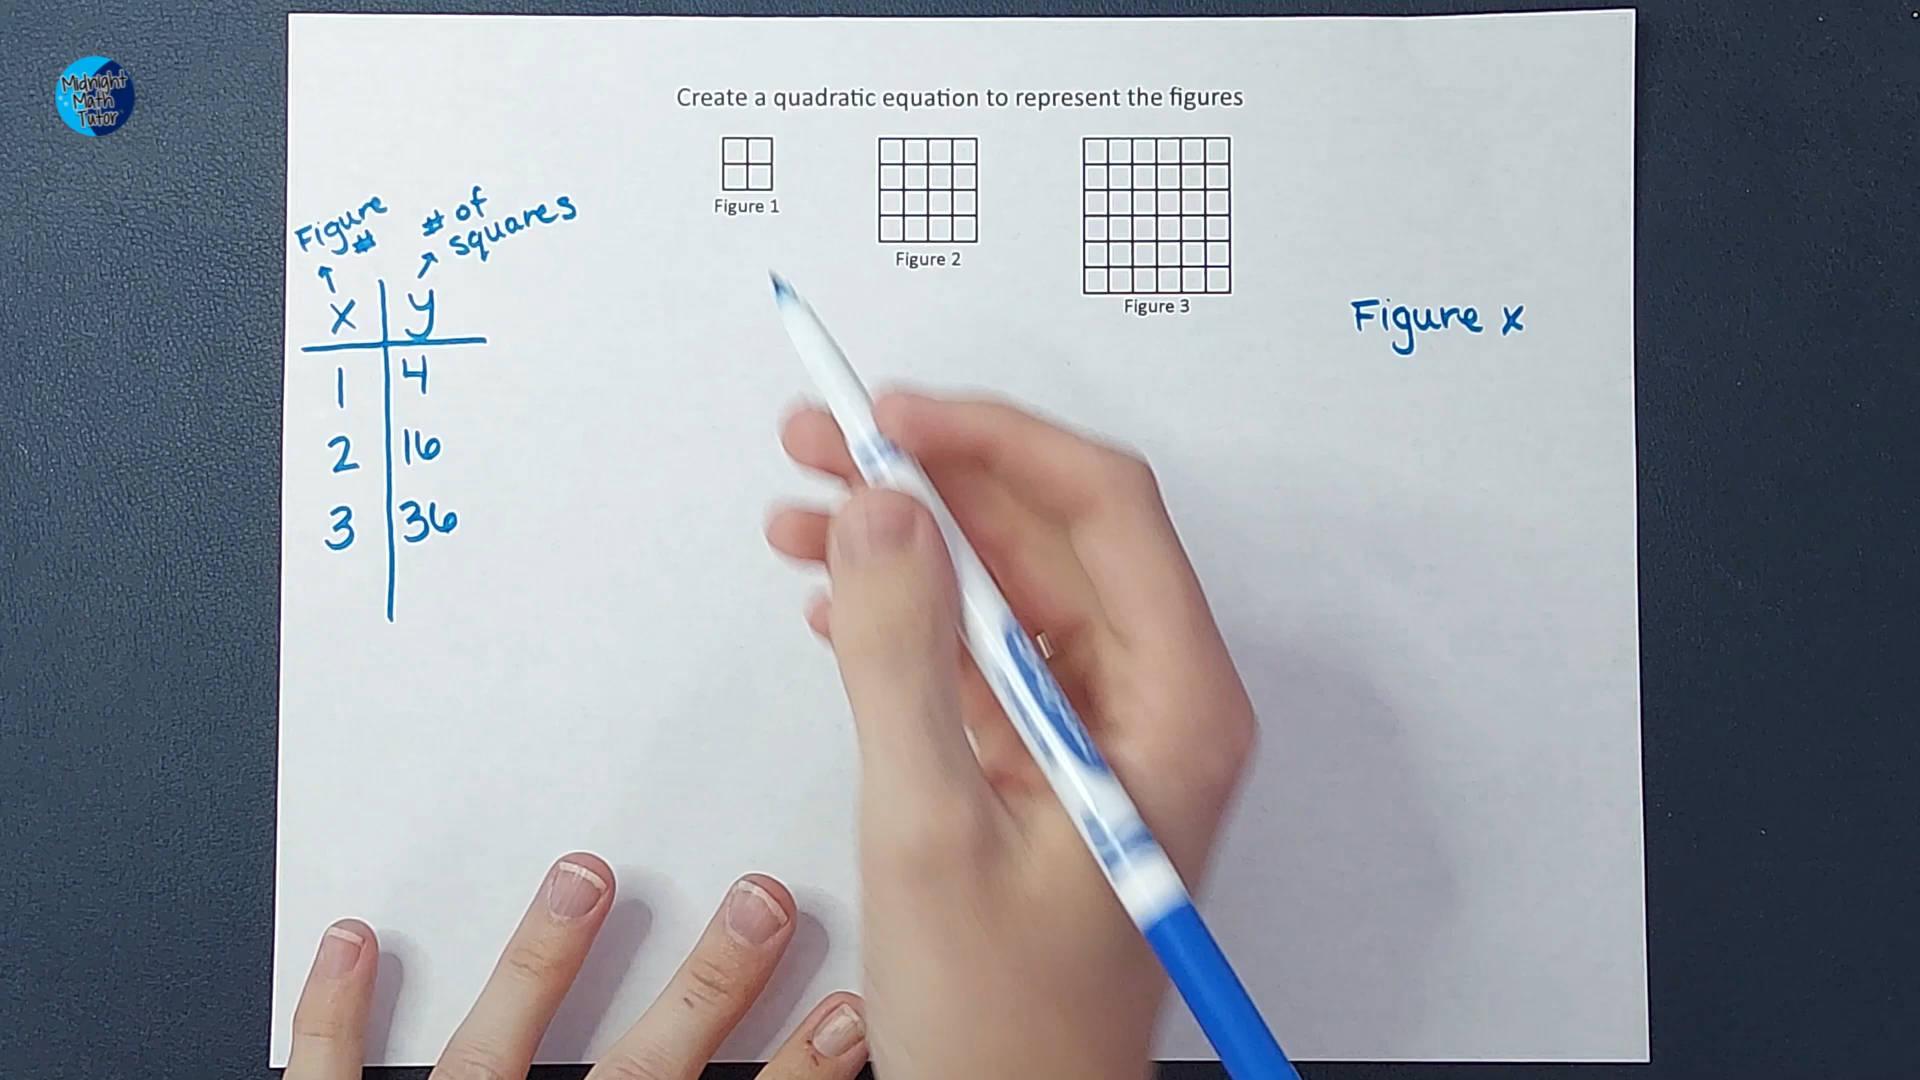 Midnight
Math
Tutor
Create a quadratic equation to represent the figures
Figure 1
Figure 2
Figure 3
Figure x
Figure
#
# of
squares
x y
1 4
2 16
3 36